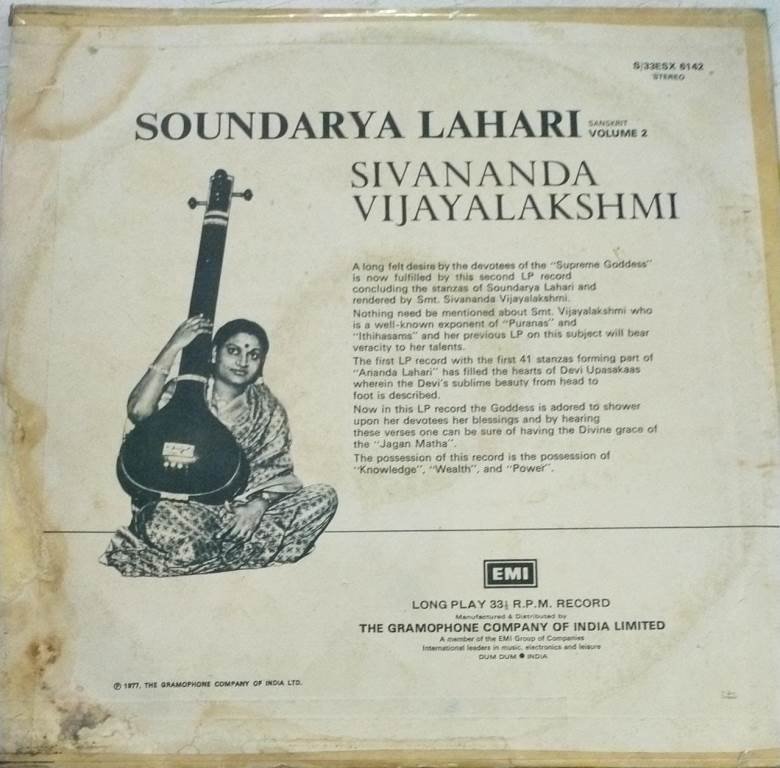 S/33ESX 6142
STEREO
SOUNDARYA LAHARI SANSKRIT
VOLUME 2
SIVANANDA
VIJAYALAKSHMI
A long felt desire by the devotees of the "Supreme Goddess"
is now fulfilled by this second LP record
concluding the stanzas of Soundarya Lahari and
rendered by Smt. Sivananda Vijayalakshmi.
Nothing need be mentioned about Smt. Vijayalakshmi who
is a well-known exponent of "Puranas" and
"Ithihasams" and her previous LP on this subject will bear
veracity to her talents.
The first LP record with the first 41 stanzas forming part of
"Ananda Lahari" has filled the hearts of Devi Upasakaas
wherein the Devi's sublime beauty from head to
foot is described.
Now in this LP record the Goddess is adored to shower
upon her devotees her blessings and by hearing
these verses one can be sure of having the Divine grace of
the "Jagan Matha".
The possession of this record is the possession of
"Knowledge", "Wealth", and "Power".
EMI
LONG PLAY 33⅓ R.P.M. RECORD
Manufactured & Distributed by
THE GRAMOPHONE COMPANY OF INDIA LIMITED
A member of the EMI Group of Companies
International leaders in music, electronics and leisure
DUM DUM ● INDIA
℗ 1977, THE GRAMOPHONE COMPANY OF INDIA LTD.